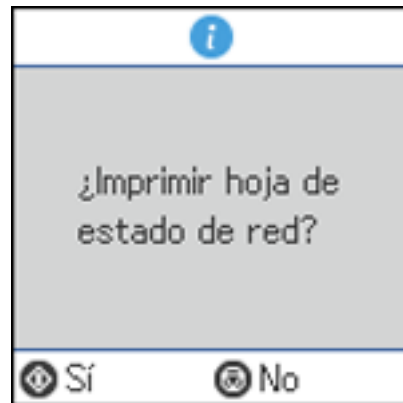 ¿Imprimir hoja de
estado de red?
Sí No